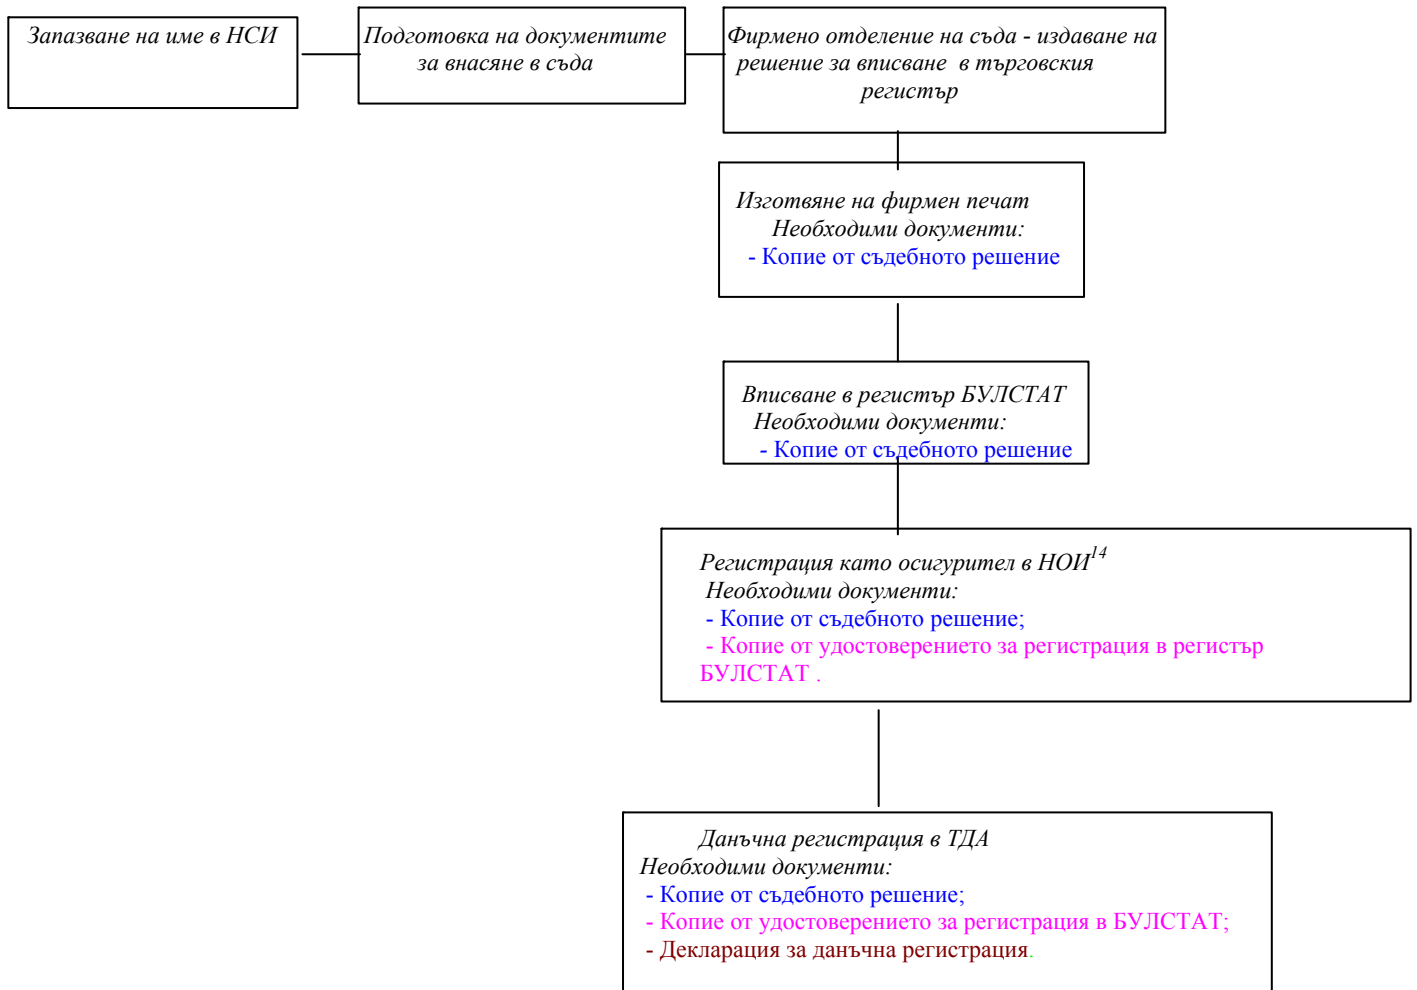 Запазване на име в НСИ
Подготовка на документите
за внасяне в съда
Фирмено отделение на съда - издаване на
решение за вписване в търговския
регистър
Изготвяне на фирмен печат
Необходими документи:
- Копие от съдебното решение
Вписване в регистър БУЛСТАТ
Необходими документи:
- Копие от съдебното решение
Регистрация като осигурител в НОИ14
Необходими документи:
- Копие от съдебното решение;
- Копие от удостоверението за регистрация в регистър
БУЛСТАТ .
Данъчна регистрация в ТДА
Необходими документи:
- Копие от съдебното решение;
- Копие от удостоверението за регистрация в БУЛСТАТ;
- Декларация за данъчна регистрация.